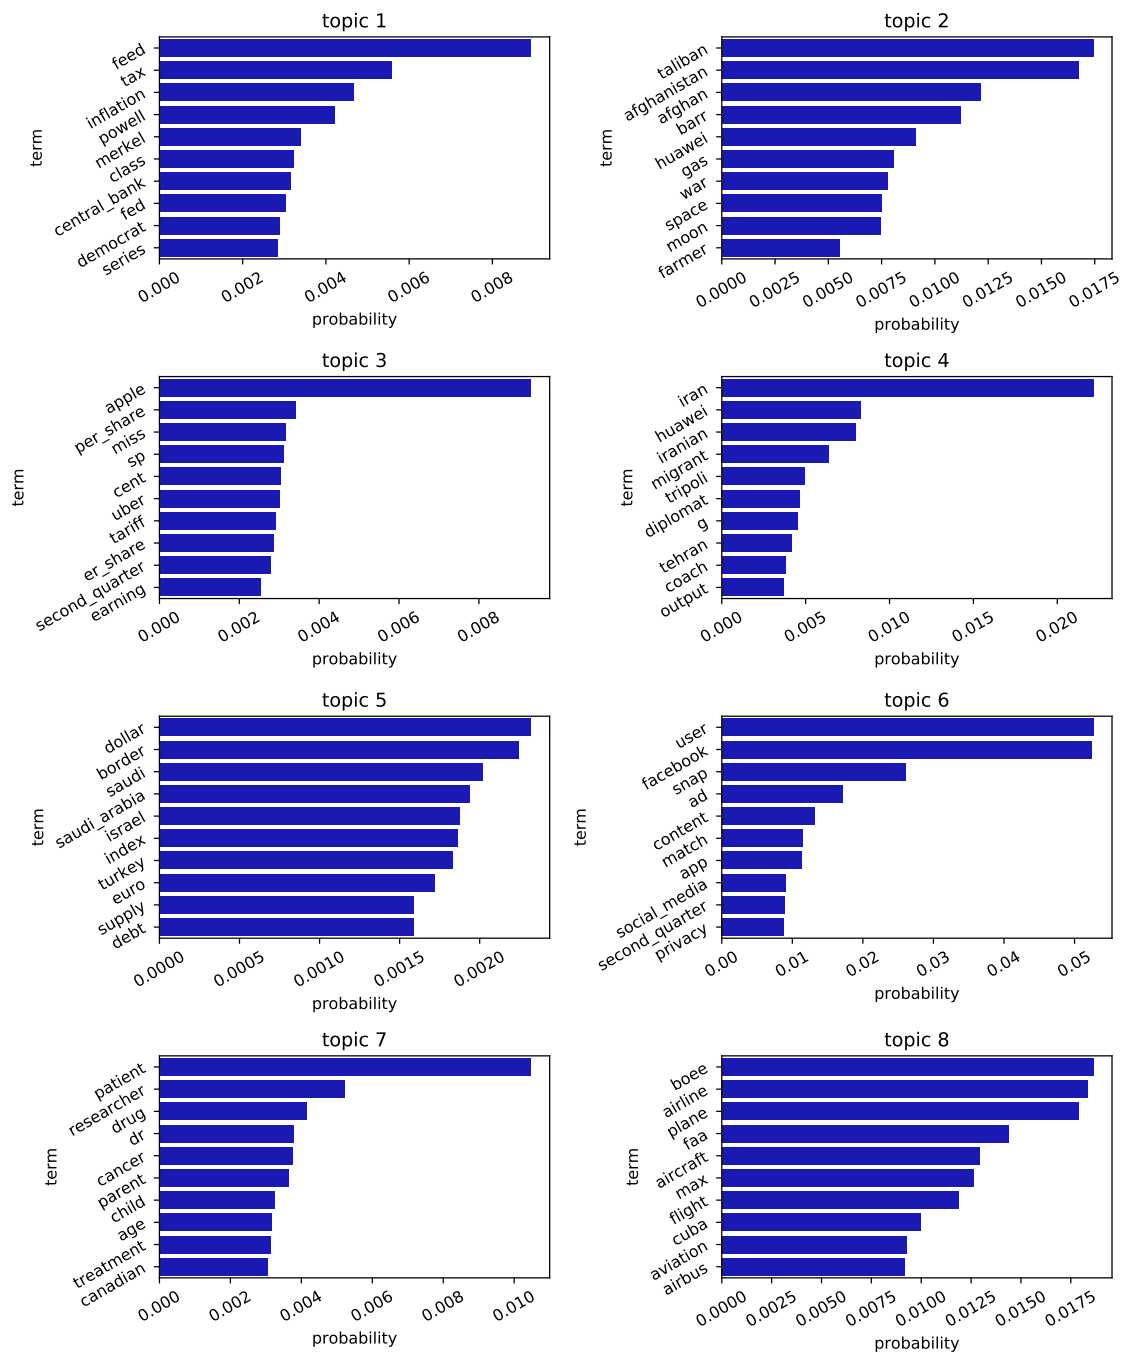 topic 1
term
feed
tax
inflation
powell
merkel
class
central_bank
fed
democrat
series
0.000 0.002 0.004 0.006 0.008
probability
topic 2
term
taliban
afghanistan
afghan
barr
huawei
gas
war
space
moon
farmer
0.0000 0.0025 0.0050 0.0075 0.0100 0.0125 0.0150 0.0175
probability
topic 3
term
apple
per_share
miss
sp
cent
uber
tariff
er_share
second_quarter
earning
0.000 0.002 0.004 0.006 0.008
probability
topic 4
term
iran
huawei
iranian
migrant
tripoli
diplomat
g
tehran
coach
output
0.000 0.005 0.010 0.015 0.020
probability
topic 5
term
dollar
border
saudi
saudi_arabia
israel
index
turkey
euro
supply
debt
0.0000 0.0005 0.0010 0.0015 0.0020
probability
topic 6
term
user
facebook
snap
ad
content
match
app
social_media
second_quarter
privacy
0.00 0.01 0.02 0.03 0.04 0.05
probability
topic 7
term
patient
researcher
drug
dr
cancer
parent
child
age
treatment
canadian
0.000 0.002 0.004 0.006 0.008 0.010
probability
topic 8
term
boee
airline
plane
faa
aircraft
max
flight
cuba
aviation
airbus
0.0000 0.0025 0.0050 0.0075 0.0100 0.0125 0.0150 0.0175
probability